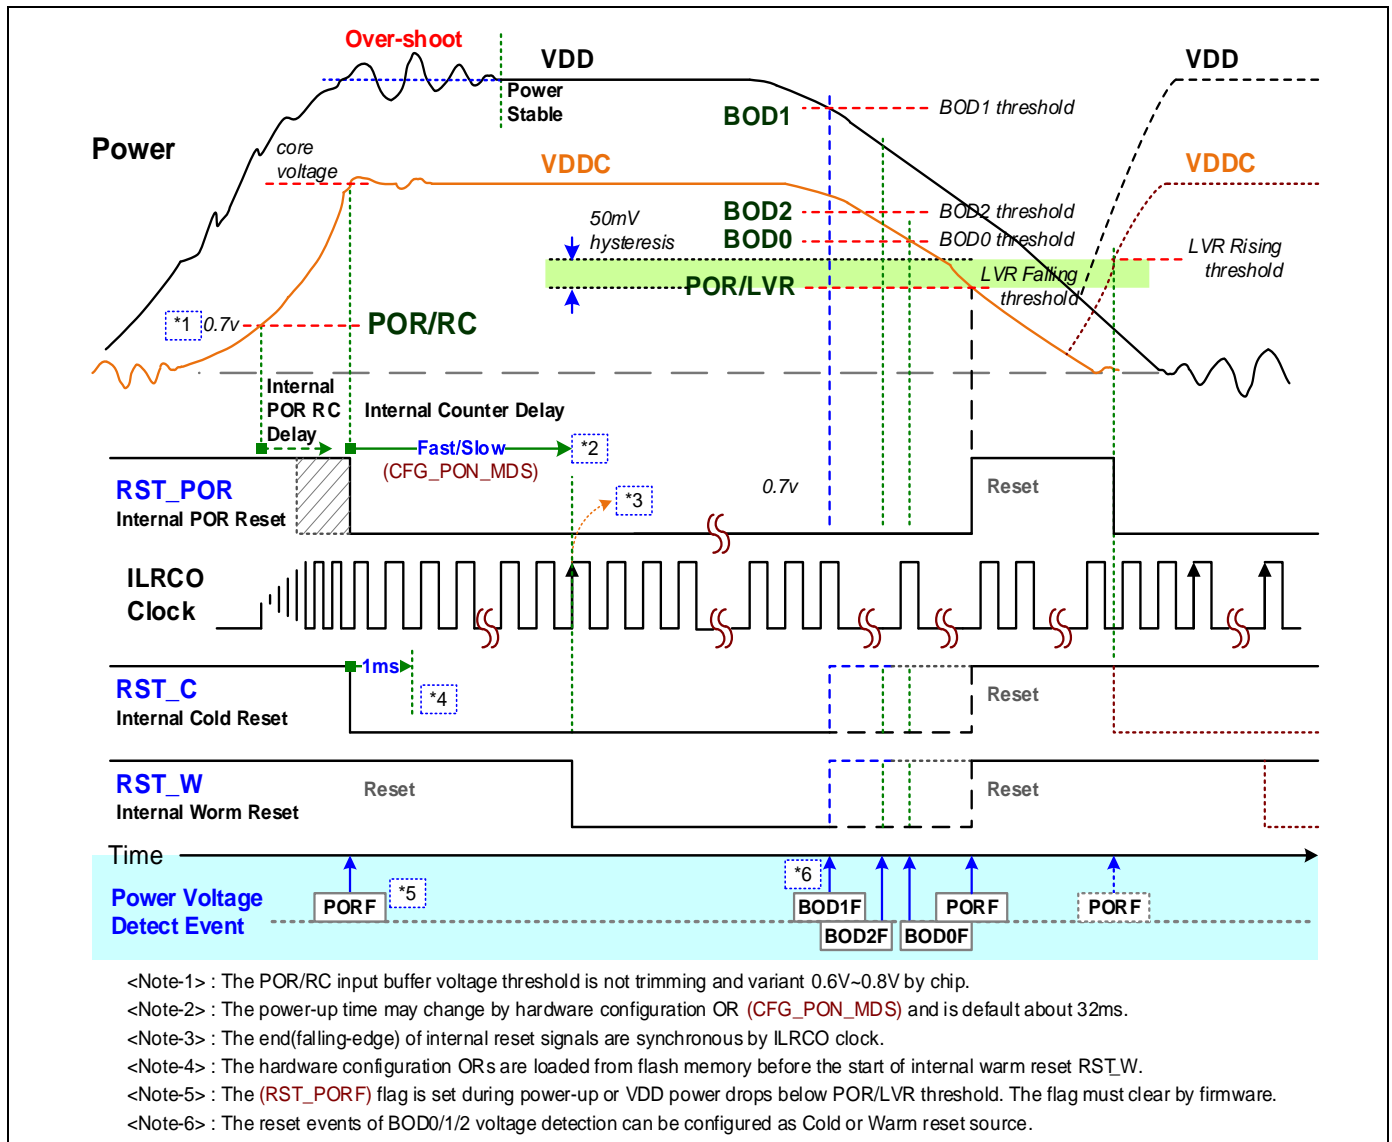 Over-shoot
VDD
VDD
Power
Stable
BOD1
BOD1 threshold
Power
core
voltage
VDDC
VDDC
50mV
hysteresis
BOD2
BOD2 threshold
BOD0
BOD0 threshold
LVR Rising
threshold
POR/LVR
LVR Falling
threshold
*1
0.7v
POR/RC
Internal
POR RC
Delay
Internal Counter Delay
Fast/Slow
*2
(CFG_PON_MDS)
RST_POR
Internal POR Reset
*3
0.7v
Reset
ILRCO
Clock
1ms
*4
RST_C
Internal Cold Reset
Reset
RST_W
Internal Worm Reset
Reset
Reset
Time
Power Voltage
Detect Event
PORF
*5
*6
BOD1F
BOD2F
BOD0F
PORF
PORF
<Note-1> : The POR/RC input buffer voltage threshold is not trimming and variant 0.6V~0.8V by chip.
<Note-2> : The power-up time may change by hardware configuration OR (CFG_PON_MDS) and is default about 32ms.
<Note-3> : The end(falling-edge) of internal reset signals are synchronous by ILRCO clock.
<Note-4> : The hardware configuration ORs are loaded from flash memory before the start of internal warm reset RST_W.
<Note-5> : The (RST_PORF) flag is set during power-up or VDD power drops below POR/LVR threshold. The flag must clear by firmware.
<Note-6> : The reset events of BOD0/1/2 voltage detection can be configured as Cold or Warm reset source.